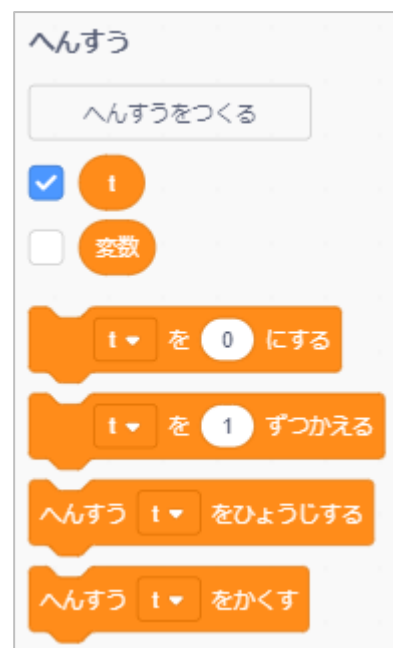 へんすう
へんすうをつくる
t
変数
t を 0 にする
t を 1 ずつかえる
へんすう t をひょうじする
へんすう t をかくす